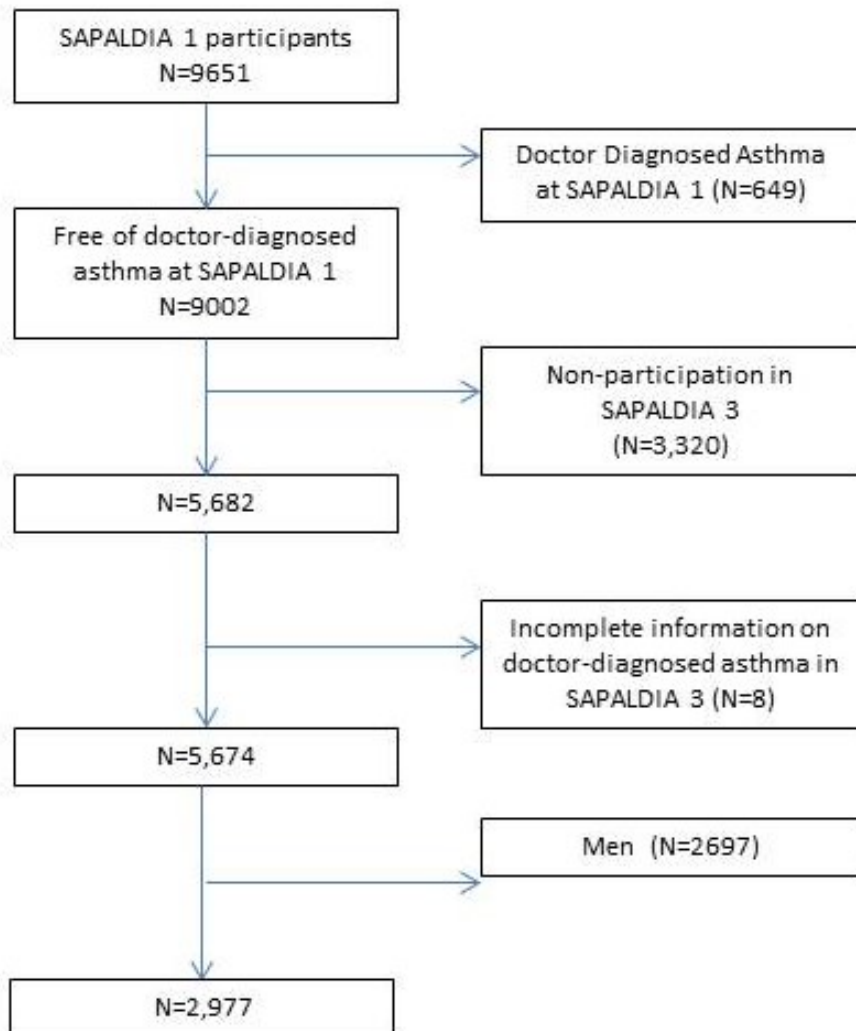 SAPALDIA 1 participants
N=9651
Doctor Diagnosed Asthma
at SAPALDIA 1 (N=649)
Free of doctor-diagnosed
asthma at SAPALDIA 1
N=9002
Non-participation in
SAPALDIA 3
(N=3,320)
N=5,682
Incomplete information on
doctor-diagnosed asthma in
SAPALDIA 3 (N=8)
N=5,674
Men (N=2697)
N=2,977